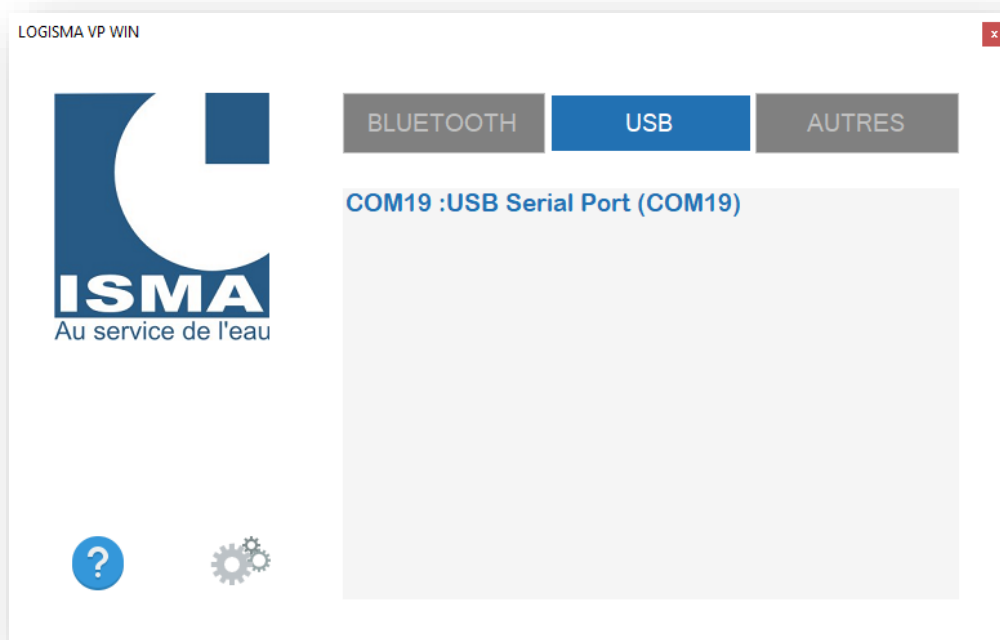 LOGISMA VP WIN
x
BLUETOOTH
USB
AUTRES
COM19 :USB Serial Port (COM19)
ISMA
Au service de l'eau
?